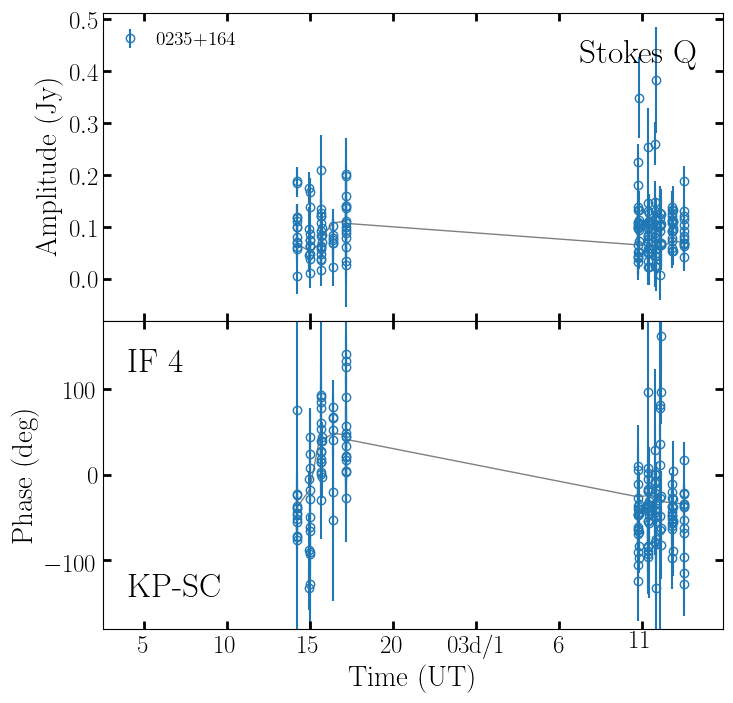 0235+164
Stokes Q
0.5
0.4
0.3
0.2
0.1
0.0
Amplitude (Jy)
IF 4
100
0
−100
Phase (deg)
KP-SC
5 10 15 20 03d/1 6 11
Time (UT)